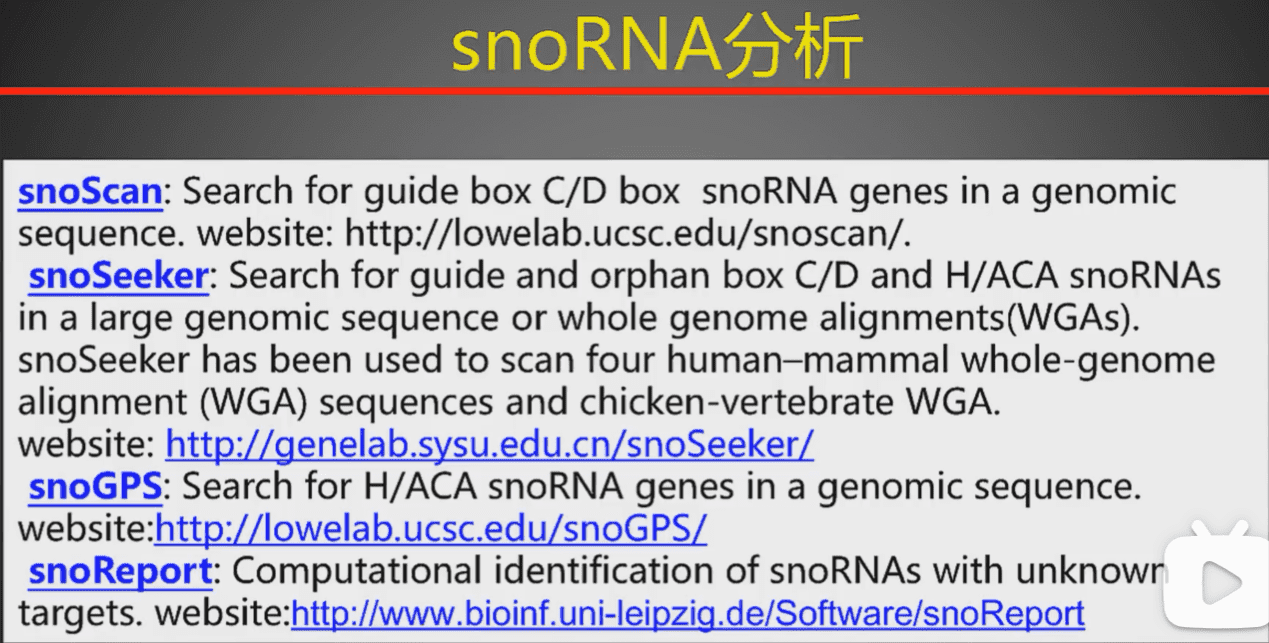 snoRNA分析
snoScan: Search for guide box C/D box snoRNA genes in a genomic
sequence. website: http://lowelab.ucsc.edu/snoscan/.
snoSeeker: Search for guide and orphan box C/D and H/ACA snoRNAs
in a large genomic sequence or whole genome alignments(WGAs).
snoSeeker has been used to scan four human–mammal whole-genome
alignment (WGA) sequences and chicken-vertebrate WGA.
website: http://genelab.sysu.edu.cn/snoSeeker/
snoGPS: Search for H/ACA snoRNA genes in a genomic sequence.
website:http://lowelab.ucsc.edu/snoGPS/
snoReport: Computational identification of snoRNAs with unknown
targets. website:http://www.bioinf.uni-leipzig.de/Software/snoReport